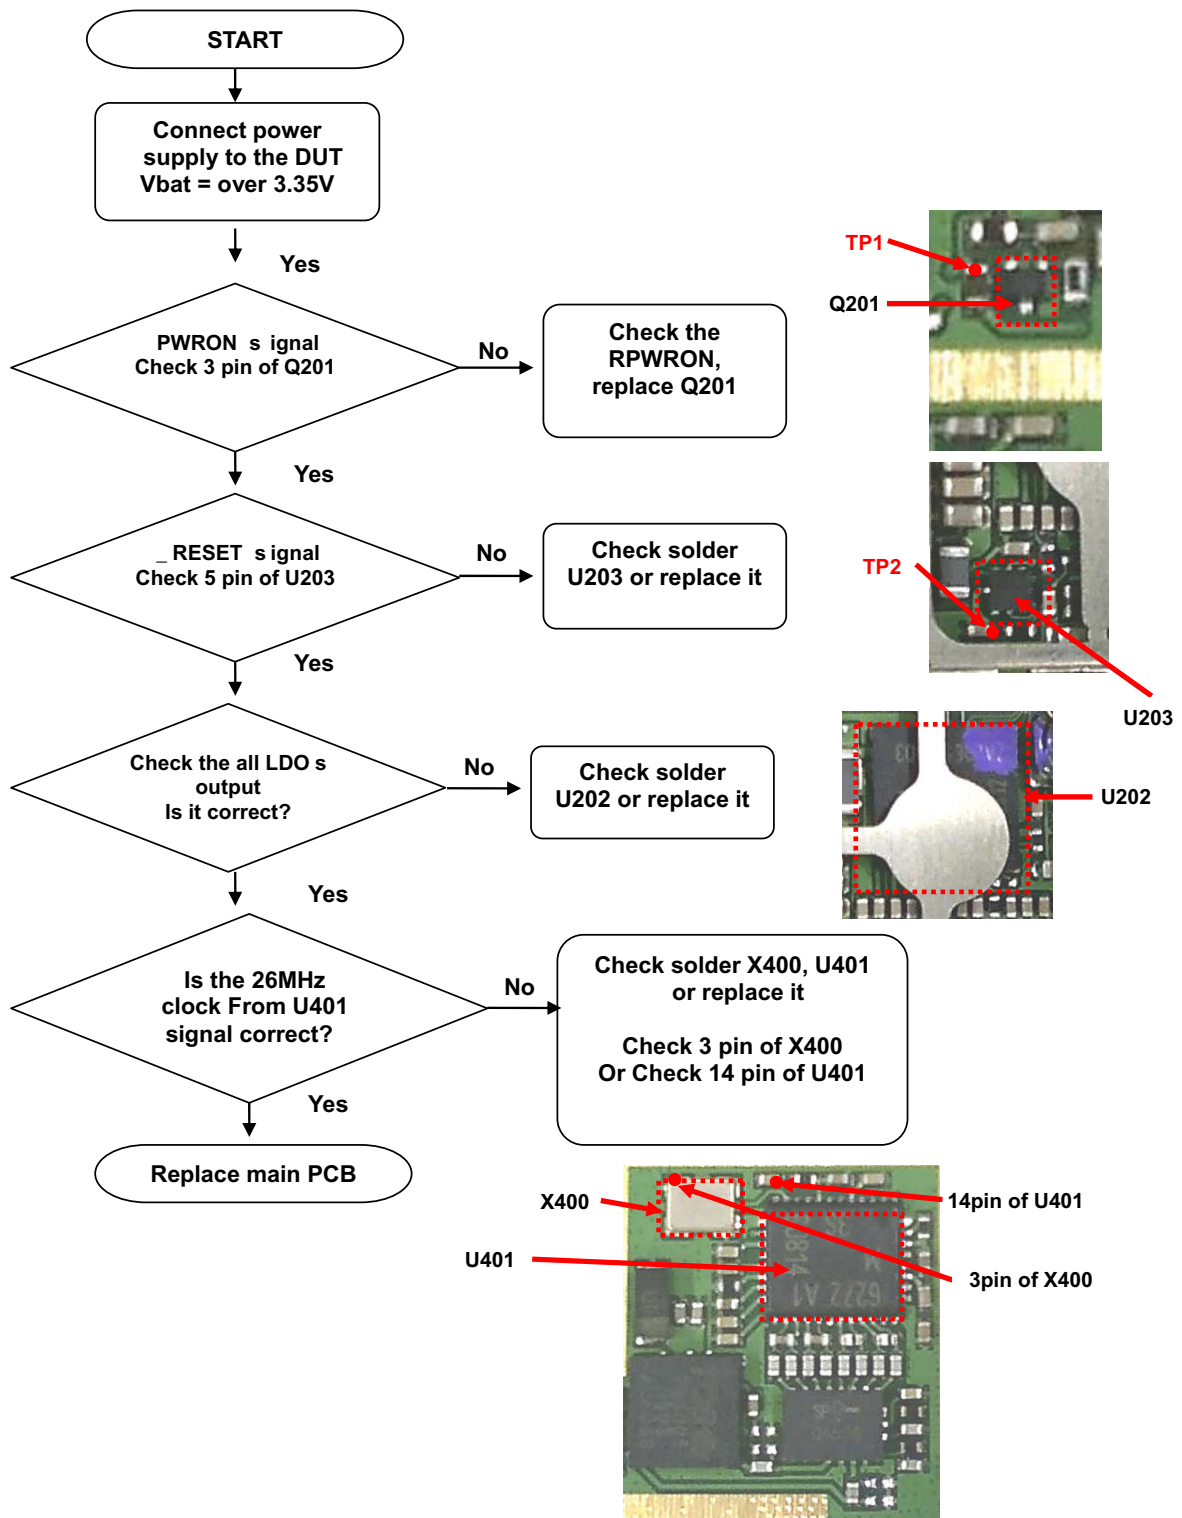 START
Connect power
supply to the DUT
Vbat = over 3.35V
Yes
PWRON s ignal
Check 3 pin of Q201
No
Check the
RPWRON,
replace Q201
TP1
Q201
Yes
_ RESET s ignal
Check 5 pin of U203
No
Check solder
U203 or replace it
TP2
U203
Yes
Check the all LDO s
output
Is it correct?
No
Check solder
U202 or replace it
U202
Yes
Is the 26MHz
clock From U401
signal correct?
No
Check solder X400, U401
or replace it
Check 3 pin of X400
Or Check 14 pin of U401
Yes
Replace main PCB
X400
14pin of U401
U401
3pin of X400
U814
6272 A1